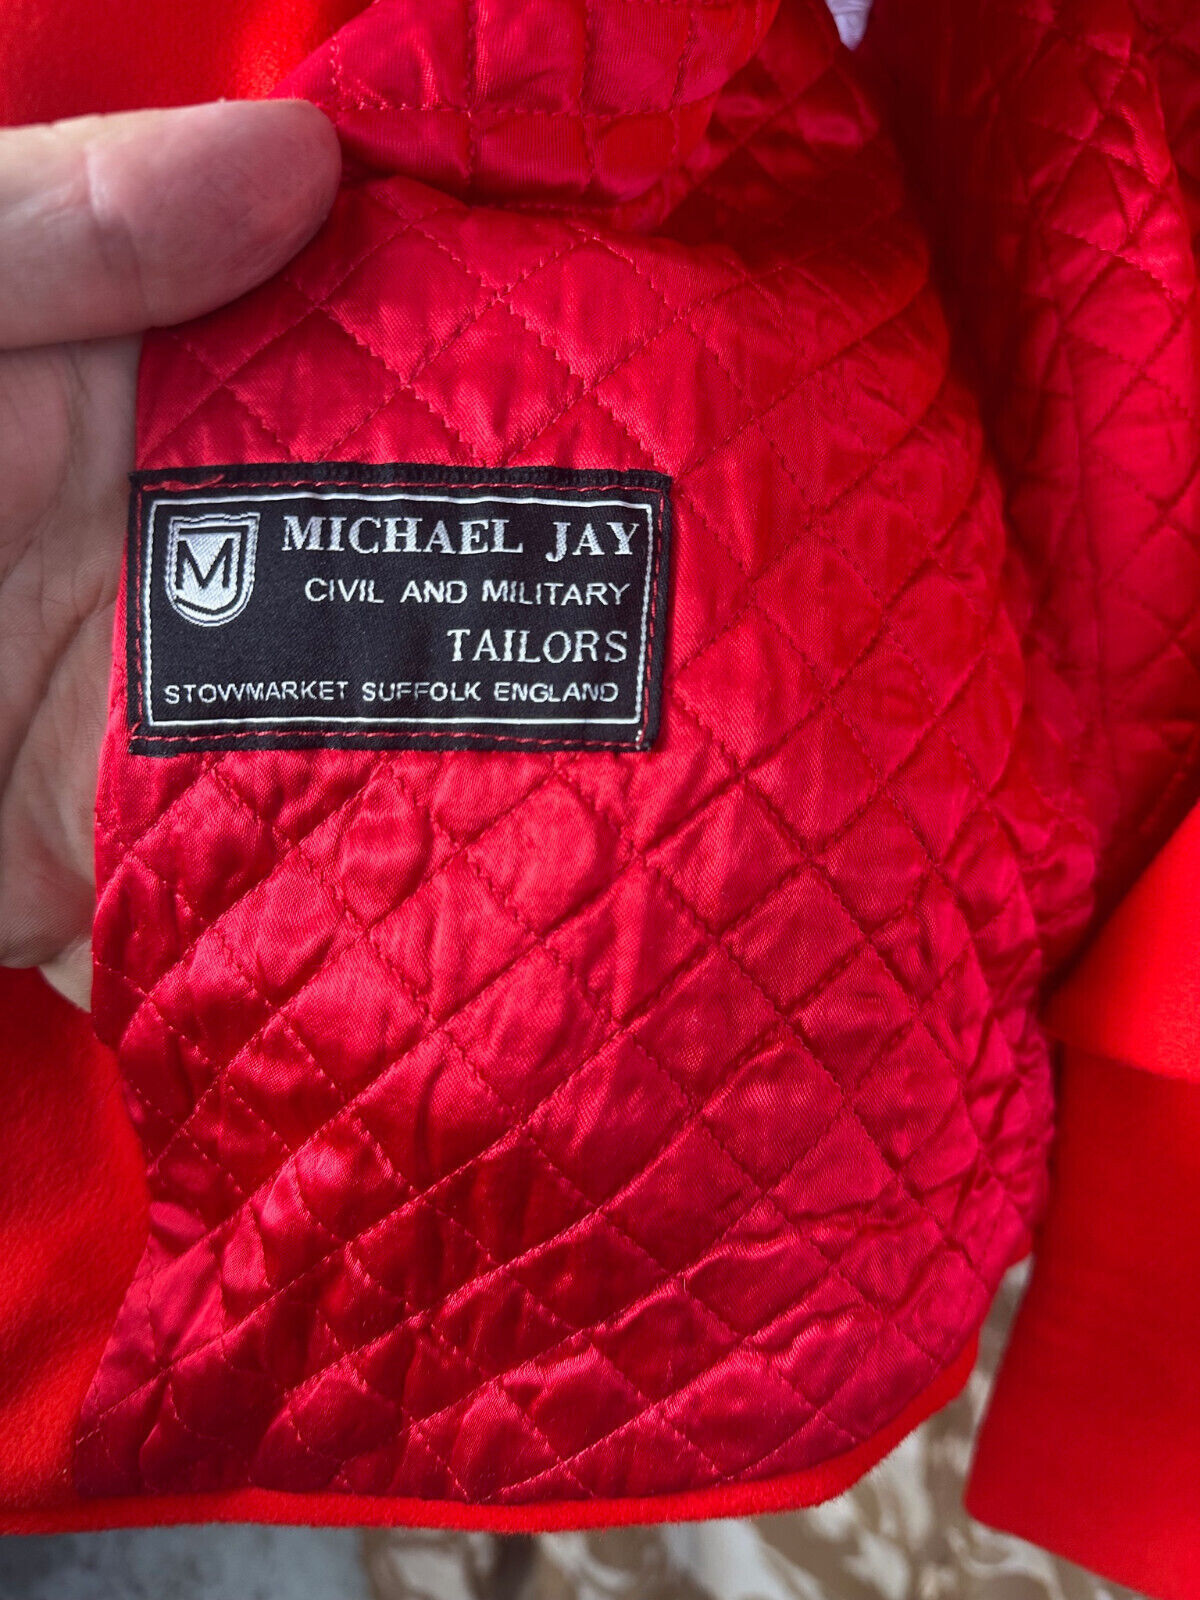 M
MICHAEL JAY
CIVIL AND MILITARY
TAILORS
STOWMARKET SUFFOLK ENGLAND